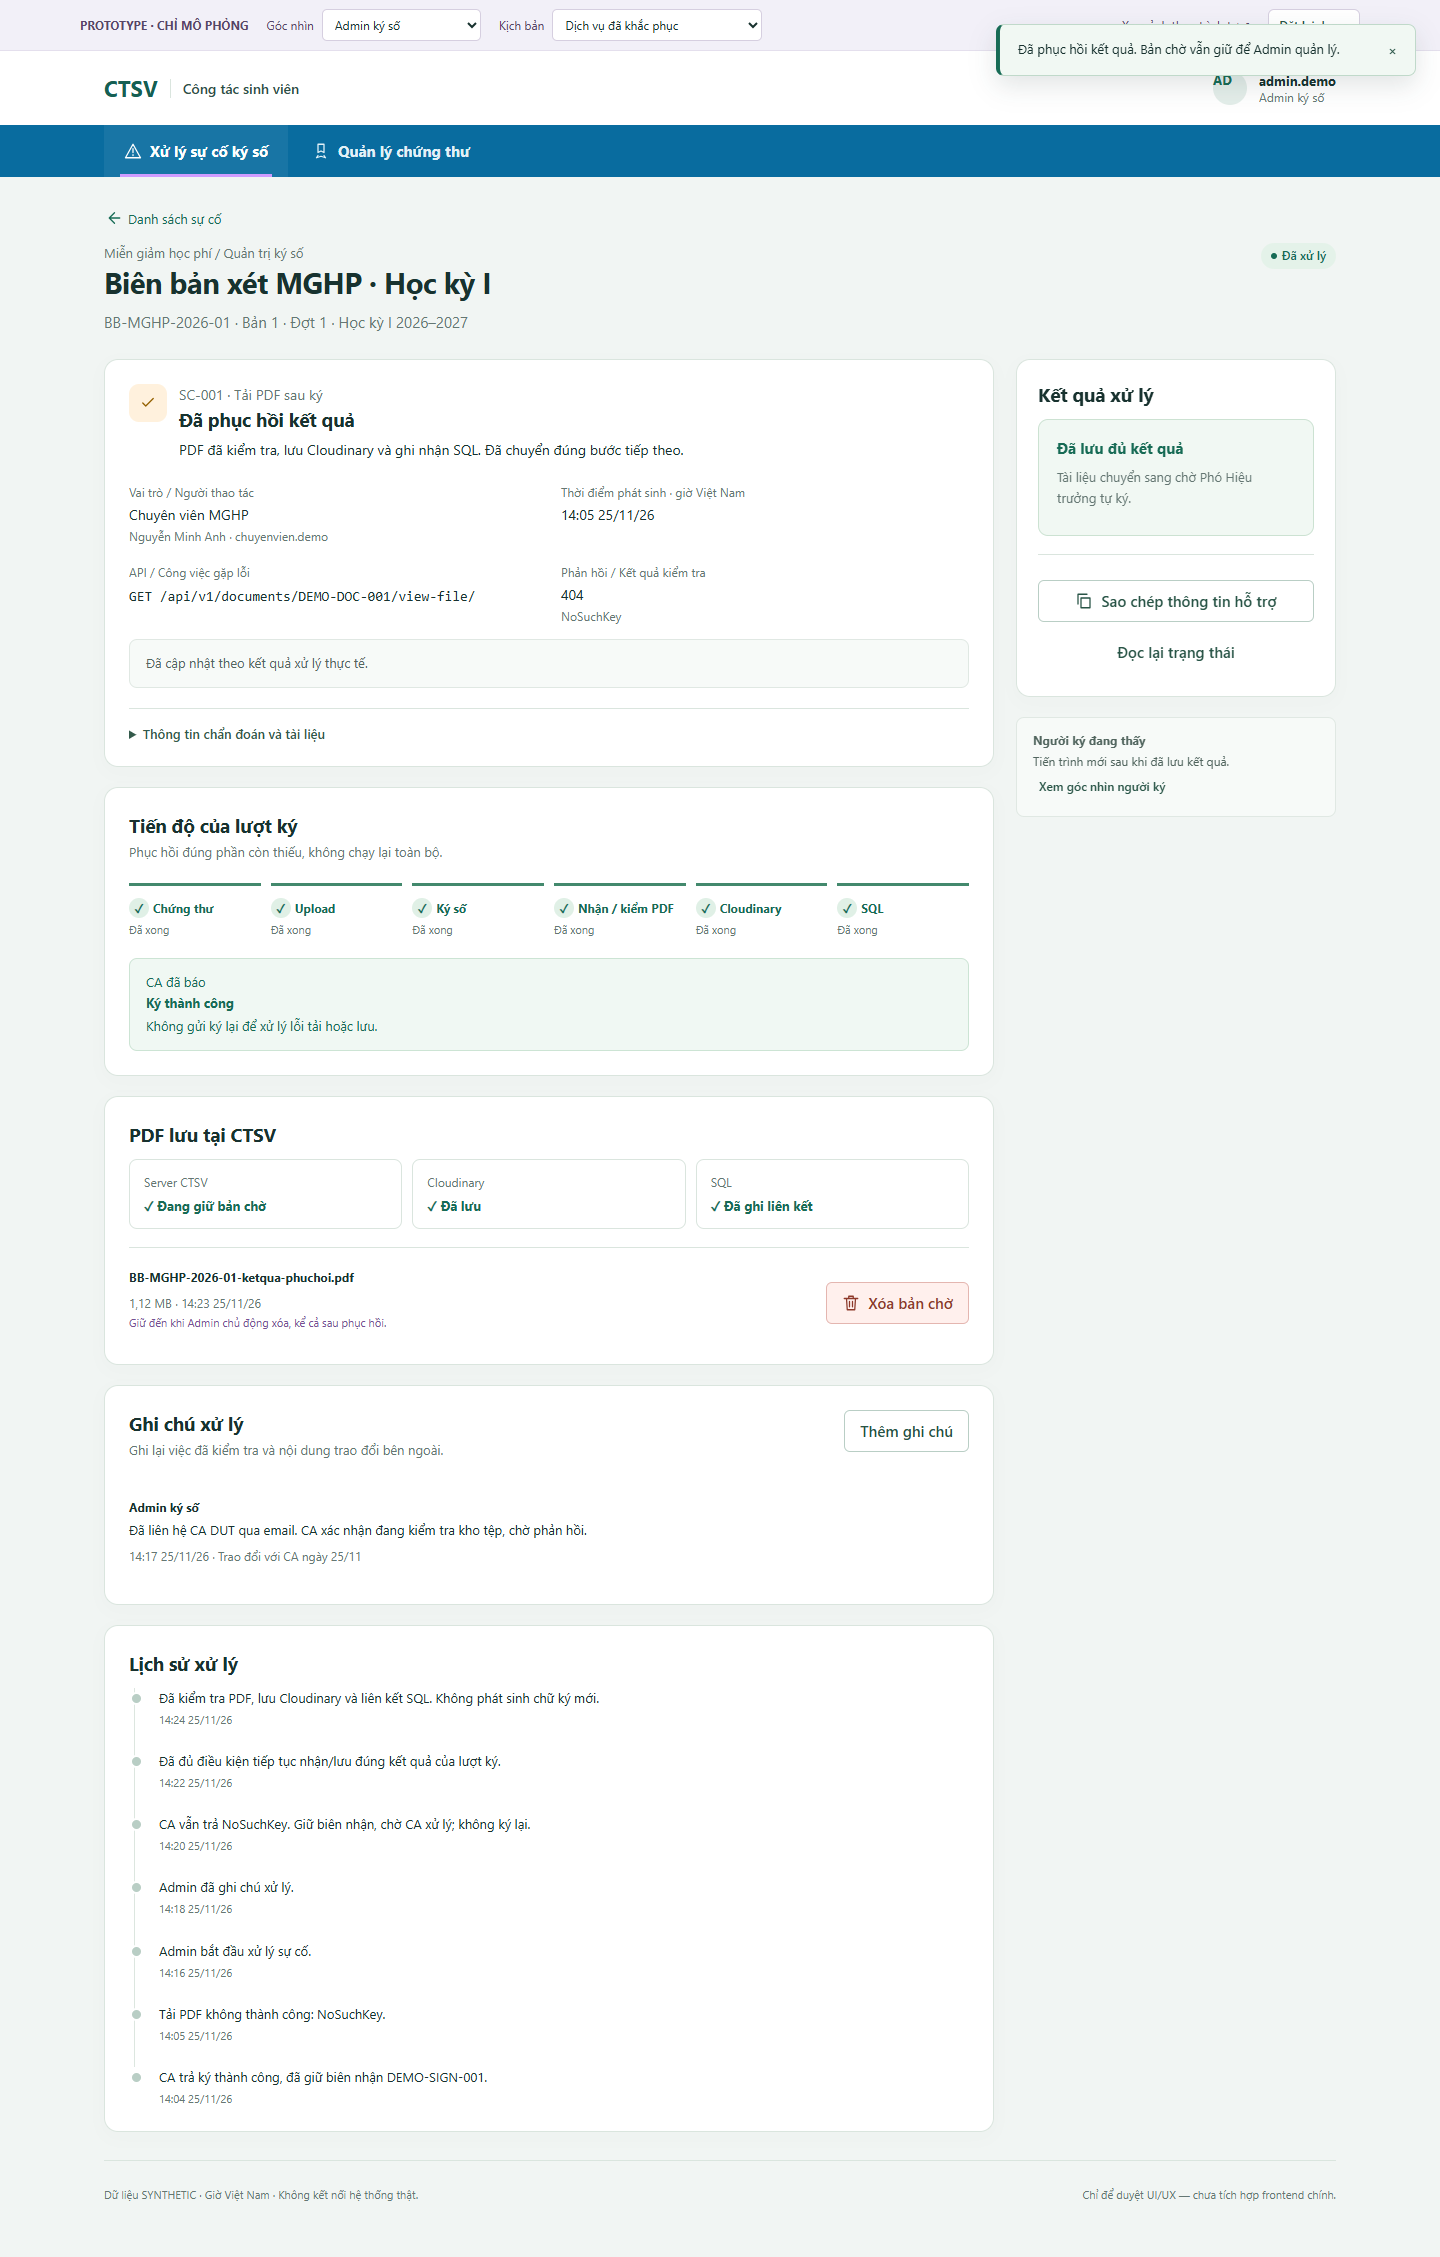 PROTOTYPE · CHỈ MÔ PHỎNG
Góc nhìn
Admin ký số
Kịch bản
Dịch vụ đã khắc phục
Đã phục hồi kết quả. Bản chờ vẫn giữ để Admin quản lý.
×
CTSV
Công tác sinh viên
AD
admin.demo
Admin ký số
Xử lý sự cố ký số
Quản lý chứng thư
Danh sách sự cố
Miễn giảm học phí / Quản trị ký số
Biên bản xét MGHP · Học kỳ I
BB-MGHP-2026-01 · Bản 1 · Đợt 1 · Học kỳ I 2026–2027
Đã xử lý
SC-001 · Tải PDF sau ký
Đã phục hồi kết quả
PDF đã kiểm tra, lưu Cloudinary và ghi nhận SQL. Đã chuyển đúng bước tiếp theo.
Vai trò / Người thao tác
Chuyên viên MGHP
Nguyễn Minh Anh · chuyenvien.demo
Thời điểm phát sinh · giờ Việt Nam
14:05 25/11/26
API / Công việc gặp lỗi
GET /api/v1/documents/DEMO-DOC-001/view-file/
Phản hồi / Kết quả kiểm tra
404
NoSuchKey
Đã cập nhật theo kết quả xử lý thực tế.
Thông tin chẩn đoán và tài liệu
Kết quả xử lý
Đã lưu đủ kết quả
Tài liệu chuyển sang chờ Phó Hiệu
trưởng tự ký.
Sao chép thông tin hỗ trợ
Đọc lại trạng thái
Người ký đang thấy
Tiến trình mới sau khi đã lưu kết quả.
Xem góc nhìn người ký
Tiến độ của lượt ký
Phục hồi đúng phần còn thiếu, không chạy lại toàn bộ.
✓ Chứng thư
Đã xong
✓ Upload
Đã xong
✓ Ký số
Đã xong
✓ Nhận / kiểm PDF
Đã xong
✓ Cloudinary
Đã xong
✓ SQL
Đã xong
CA đã báo
Ký thành công
Không gửi ký lại để xử lý lỗi tải hoặc lưu.
PDF lưu tại CTSV
Server CTSV
✓ Đang giữ bản chờ
Cloudinary
✓ Đã lưu
SQL
✓ Đã ghi liên kết
BB-MGHP-2026-01-ketqua-phuchoi.pdf
1,12 MB · 14:23 25/11/26
Giữ đến khi Admin chủ động xóa, kể cả sau phục hồi.
Xóa bản chờ
Ghi chú xử lý
Ghi lại việc đã kiểm tra và nội dung trao đổi bên ngoài.
Thêm ghi chú
Admin ký số
Đã liên hệ CA DUT qua email. CA xác nhận đang kiểm tra kho tệp, chờ phản hồi.
14:17 25/11/26 · Trao đổi với CA ngày 25/11
Lịch sử xử lý
Đã kiểm tra PDF, lưu Cloudinary và liên kết SQL. Không phát sinh chữ ký mới.
14:24 25/11/26
Đã đủ điều kiện tiếp tục nhận/lưu đúng kết quả của lượt ký.
14:22 25/11/26
CA vẫn trả NoSuchKey. Giữ biên nhận, chờ CA xử lý; không ký lại.
14:20 25/11/26
Admin đã ghi chú xử lý.
14:18 25/11/26
Admin bắt đầu xử lý sự cố.
14:16 25/11/26
Tải PDF không thành công: NoSuchKey.
14:05 25/11/26
CA trả ký thành công, đã giữ biên nhận DEMO-SIGN-001.
14:04 25/11/26
Dữ liệu SYNTHETIC · Giờ Việt Nam · Không kết nối hệ thống thật.
Chỉ để duyệt UI/UX — chưa tích hợp frontend chính.